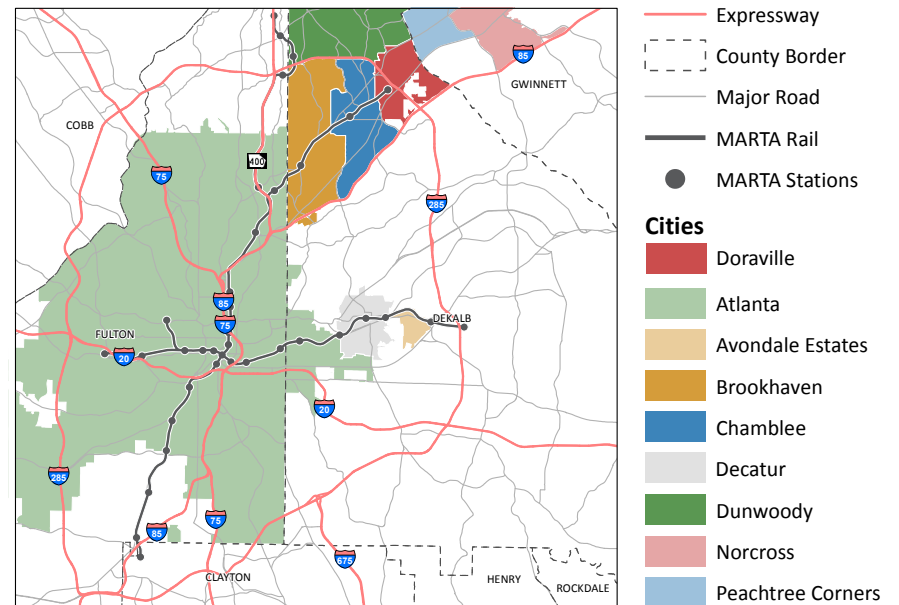 85
GWINNETT
COBB
400
75
285
85
75
FULTON
DEKALB
20
20
285
75
85
675
CLAYTON
HENRY
ROCKDALE
Expressway
County Border
Major Road
MARTA Rail
MARTA Stations
Cities
Doraville
Atlanta
Avondale Estates
Brookhaven
Chamblee
Decatur
Dunwoody
Norcross
Peachtree Corners